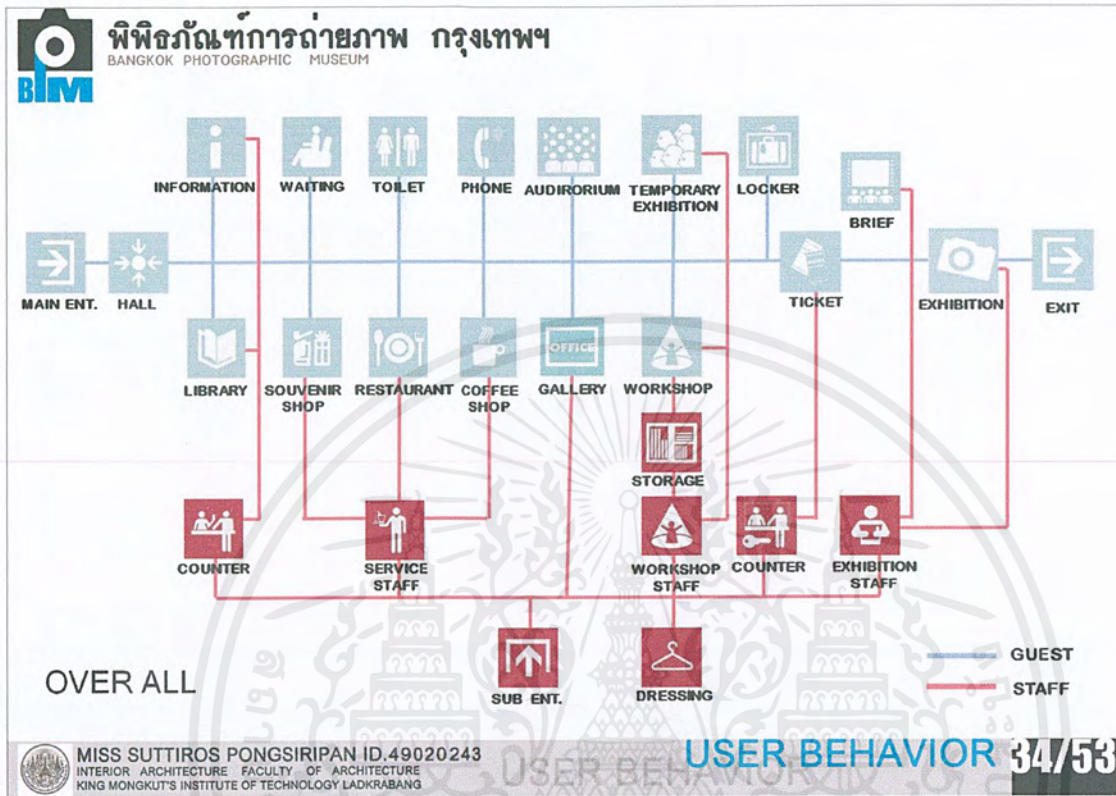 พิพิธภัณฑ์การถ่ายภาพ กรุงเทพฯ
BANGKOK PHOTOGRAPHIC MUSEUM
BPM
INFORMATION
WAITING
TOILET
PHONE
AUDIRORIUM
TEMPORARY
EXHIBITION
LOCKER
BRIEF
MAIN ENT.
HALL
TICKET
EXHIBITION
EXIT
OFFICE
LIBRARY
SOUVENIR
SHOP
RESTAURANT
COFFEE
SHOP
GALLERY
WORKSHOP
STORAGE
COUNTER
SERVICE
STAFF
WORKSHOP
STAFF
COUNTER
EXHIBITION
STAFF
SUB ENT.
DRESSING
GUEST
STAFF
OVER ALL
MISS SUTTIROS PONGSIRIPAN ID.49020243
INTERIOR ARCHITECTURE FACULTY OF ARCHITECTURE
KING MONGKUT'S INSTITUTE OF TECHNOLOGY LADKRABANG
USER BEHAVIOR
USER BEHAVIOR 34/53